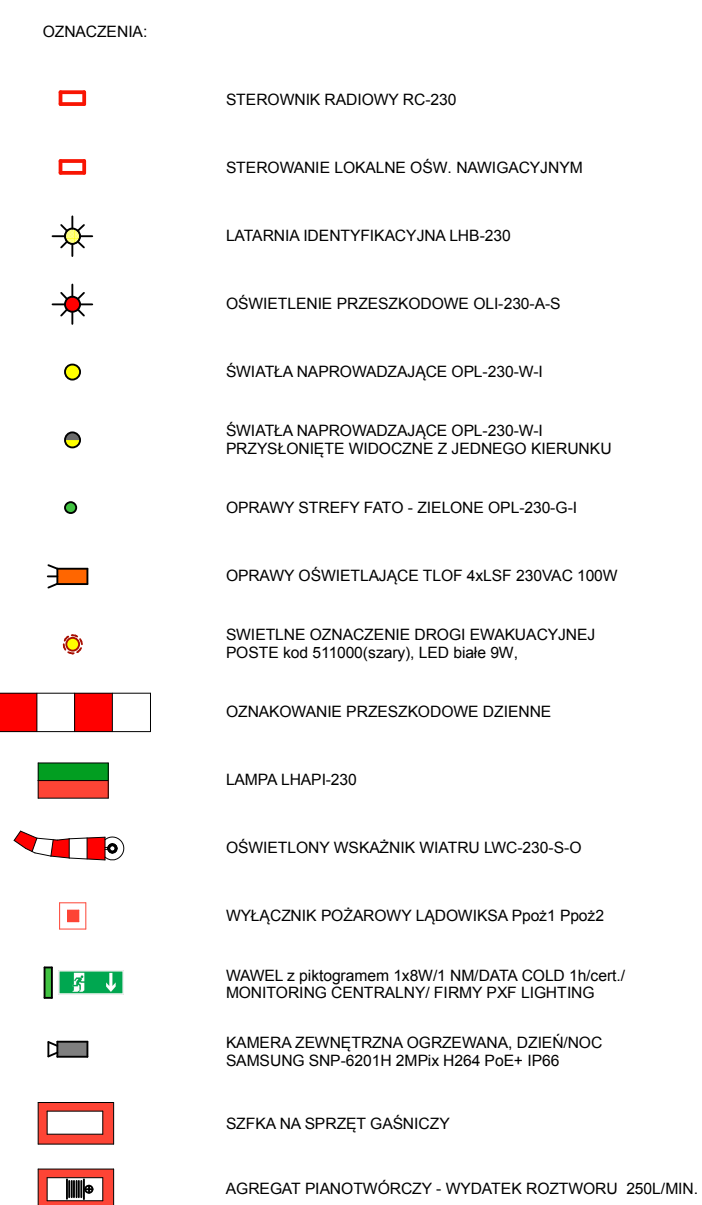 OZNACZENIA:
STEROWNIK RADIOWY RC-230
STEROWANIE LOKALNE OŚW. NAWIGACYJNYM
LATARNIA IDENTYFIKACYJNA LHB-230
OŚWIETLENIE PRZESZKODOWE OLI-230-A-S
ŚWIATŁA NAPROWADZAJĄCE OPL-230-W-I
ŚWIATŁA NAPROWADZAJĄCE OPL-230-W-I
PRZYSŁONIĘTE WIDOCZNE Z JEDNEGO KIERUNKU
OPRAWY STREFY FATO - ZIELONE OPL-230-G-I
OPRAWY OŚWIETLAJĄCE TLOF 4xLSF 230VAC 100W
SWIETLNE OZNACZENIE DROGI EWAKUACYJNEJ
POSTE kod 511000(szary), LED białe 9W,
OZNAKOWANIE PRZESZKODOWE DZIENNE
LAMPA LHAPI-230
OŚWIETLONY WSKAŹNIK WIATRU LWC-230-S-O
WYŁĄCZNIK POŻAROWY LĄDOWIKSA Ppoż1 Ppoż2
WAWEL z piktogramem 1x8W/1 NM/DATA COLD 1h/cert./
MONITORING CENTRALNY/ FIRMY PXF LIGHTING
KAMERA ZEWNĘTRZNA OGRZEWANA, DZIEŃ/NOC
SAMSUNG SNP-6201H 2MPix H264 PoE+ IP66
SZFKA NA SPRZĘT GAŚNICZY
AGREGAT PIANOTWÓRCZY - WYDATEK ROZTWORU 250L/MIN.